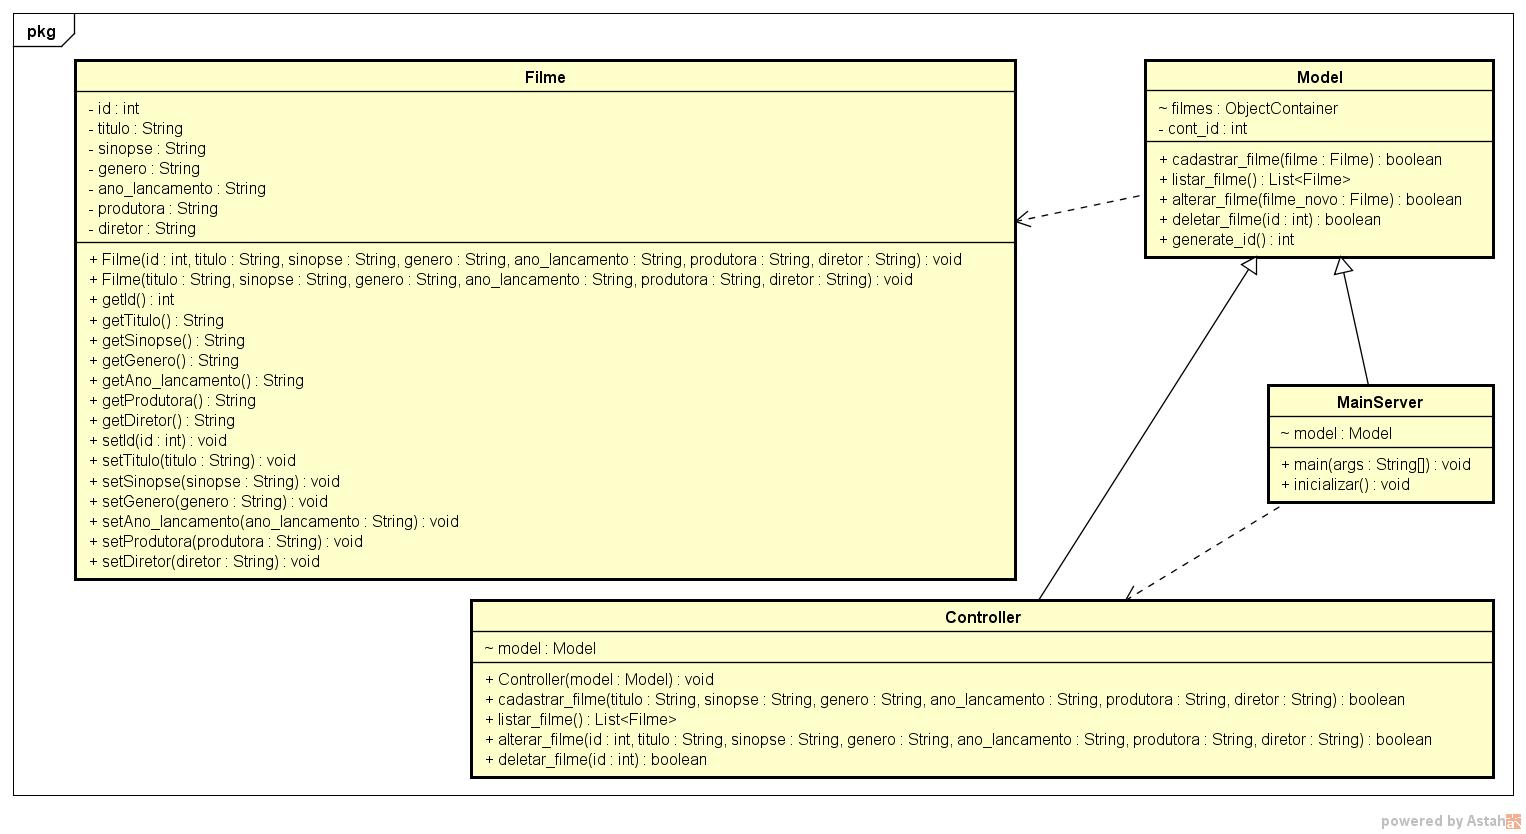 pkg
Filme
- id : int
- titulo : String
- sinopse : String
- genero : String
- ano_lancamento : String
- produtora : String
- diretor : String
+ Filme(id : int, titulo : String, sinopse : String, genero : String, ano_lancamento : String, produtora : String, diretor : String) : void
+ Filme(titulo : String, sinopse : String, genero : String, ano_lancamento : String, produtora : String, diretor : String) : void
+ getId() : int
+ getTitulo() : String
+ getSinopse() : String
+ getGenero() : String
+ getAno_lancamento() : String
+ getProdutora() : String
+ getDiretor() : String
+ setId(id : int) : void
+ setTitulo(titulo : String) : void
+ setSinopse(sinopse : String) : void
+ setGenero(genero : String) : void
+ setAno_lancamento(ano_lancamento : String) : void
+ setProdutora(produtora : String) : void
+ setDiretor(diretor : String) : void
Model
~ filmes : ObjectContainer
- cont_id : int
+ cadastrar_filme(filme : Filme) : boolean
+ listar_filme() : List<Filme>
+ alterar_filme(filme_novo : Filme) : boolean
+ deletar_filme(id : int) : boolean
+ generate_id() : int
MainServer
~ model : Model
+ main(args : String[]) : void
+ inicializar() : void
Controller
~ model : Model
+ Controller(model : Model) : void
+ cadastrar_filme(titulo : String, sinopse : String, genero : String, ano_lancamento : String, produtora : String, diretor : String) : boolean
+ listar_filme() : List<Filme>
+ alterar_filme(id : int, titulo : String, sinopse : String, genero : String, ano_lancamento : String, produtora : String, diretor : String) : boolean
+ deletar_filme(id : int) : boolean
powered by Astah